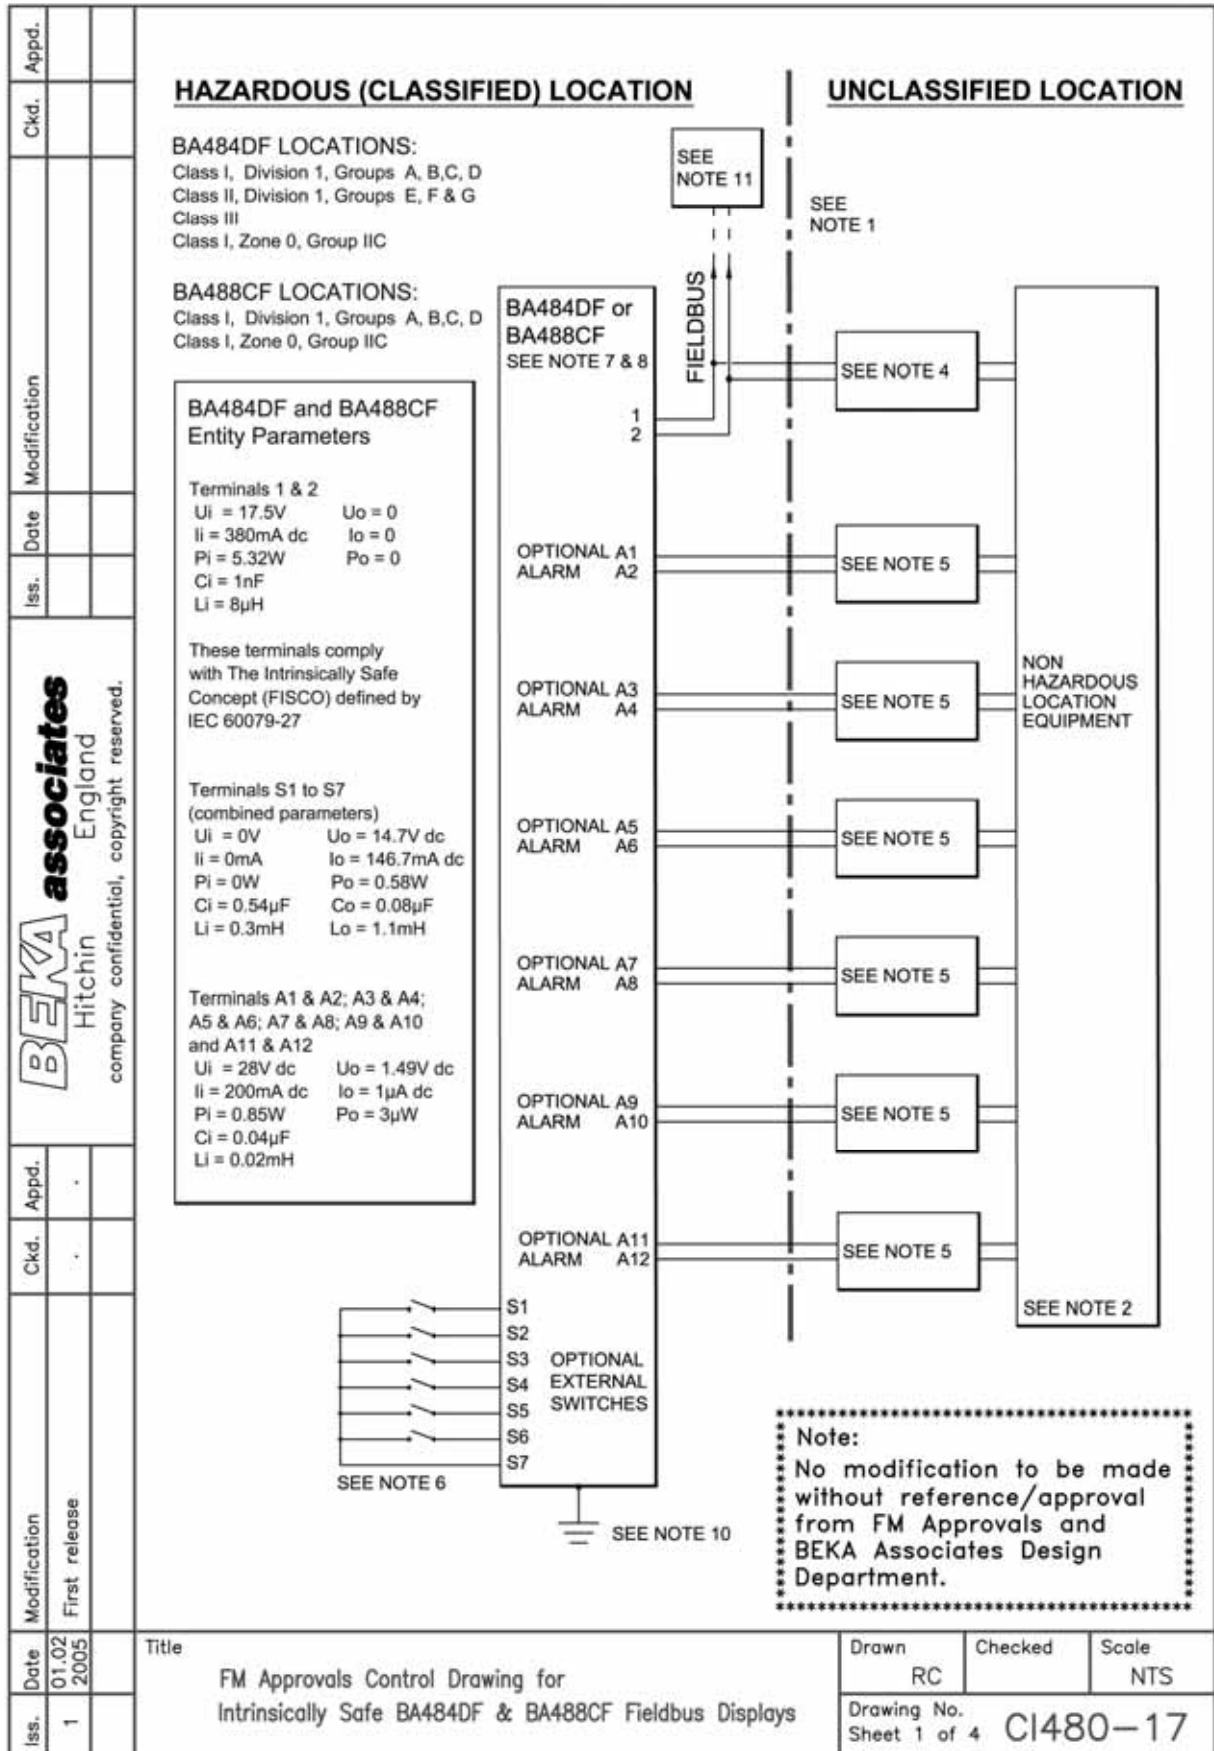 HAZARDOUS (CLASSIFIED) LOCATION
UNCLASSIFIED LOCATION
BA484DF LOCATIONS:
Class I, Division 1, Groups A, B,C, D
Class II, Division 1, Groups E, F & G
Class III
Class I, Zone 0, Group IIC
BA488CF LOCATIONS:
Class I, Division 1, Groups A, B,C, D
Class I, Zone 0, Group IIC
BA484DF and BA488CF
Entity Parameters
Terminals 1 & 2
Ui = 17.5V Uo = 0
Ii = 380mA dc Io = 0
Pi = 5.32W Po = 0
Ci = 1nF
Li = 8µH
These terminals comply
with The Intrinsically Safe
Concept (FISCO) defined by
IEC 60079-27
Terminals S1 to S7
(combined parameters)
Ui = 0V Uo = 14.7V dc
Ii = 0mA Io = 146.7mA dc
Pi = 0W Po = 0.58W
Ci = 0.54µF Co = 0.08µF
Li = 0.3mH Lo = 1.1mH
Terminals A1 & A2; A3 & A4;
A5 & A6; A7 & A8; A9 & A10
and A11 & A12
Ui = 28V dc Uo = 1.49V dc
Ii = 200mA dc Io = 1µA dc
Pi = 0.85W Po = 3µW
Ci = 0.04µF
Li = 0.02mH
SEE
NOTE 11
SEE
NOTE 1
FIELDBUS
BA484DF or
BA488CF
SEE NOTE 7 & 8
1
2
SEE NOTE 4
OPTIONAL A1
ALARM A2
SEE NOTE 5
OPTIONAL A3
ALARM A4
SEE NOTE 5
OPTIONAL A5
ALARM A6
SEE NOTE 5
OPTIONAL A7
ALARM A8
SEE NOTE 5
OPTIONAL A9
ALARM A10
SEE NOTE 5
OPTIONAL A11
ALARM A12
SEE NOTE 5
NON
HAZARDOUS
LOCATION
EQUIPMENT
SEE NOTE 2
S1
S2
S3
S4
S5
S6
S7
OPTIONAL
EXTERNAL
SWITCHES
SEE NOTE 6
SEE NOTE 10
Note:
No modification to be made
without reference/approval
from FM Approvals and
BEKA Associates Design
Department.
Iss. Date Modification Ckd. Appd.
BEKA associates
Hitchin England
company confidential, copyright reserved.
Iss. Date Modification Ckd. Appd.
1 01.02 2005 First release . .
Title
FM Approvals Control Drawing for
Intrinsically Safe BA484DF & BA488CF Fieldbus Displays
Drawn
RC
Checked
Scale
NTS
Drawing No.
Sheet 1 of 4 CI480-17